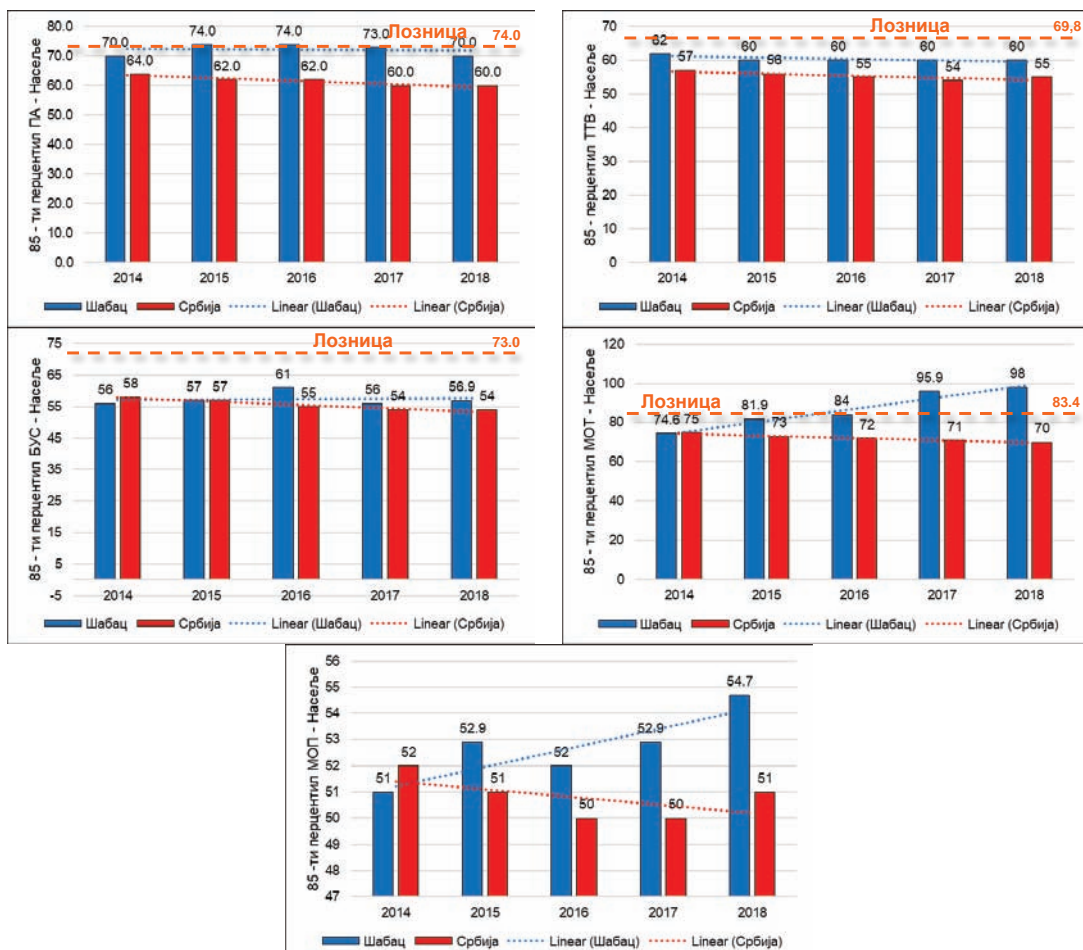 85 - ти перцентил ПА - Насеље
80.0
70.0
60.0
50.0
40.0
30.0
20.0
10.0
0.0
Лозница 74.0
70.0 64.0 74.0 62.0 74.0 62.0 73.0 60.0 70.0 60.0
2014 2015 2016 2017 2018
Шабац Србија Linear (Шабац) Linear (Србија)
85 - перцентил ТТВ - Насеље
70
60
50
40
30
20
10
0
Лозница 69,8
62 57 60 56 60 55 60 54 60 55
2014 2015 2016 2017 2018
Шабац Србија Linear (Шабац) Linear (Србија)
85 - ти перцентил БУС - Насеље
75
65
55
45
35
25
15
5
-5
Лозница 73.0
56 58 57 57 61 55 56 54 56.9 54
2014 2015 2016 2017 2018
Шабац Србија Linear (Шабац) Linear (Србија)
85 - ти перцентил МОТ - Насеље
120
100
80
60
40
20
0
Лозница 83.4
74.6 75 81.9 73 84 72 95.9 71 98 70
2014 2015 2016 2017 2018
Шабац Србија Linear (Шабац) Linear (Србија)
85 -ти перцентил МОП - Насеље
56
55
54
53
52
51
50
49
48
47
51 52 52.9 51 52 50 52.9 50 54.7 51
2014 2015 2016 2017 2018
Шабац Србија Linear (Шабац) Linear (Србија)